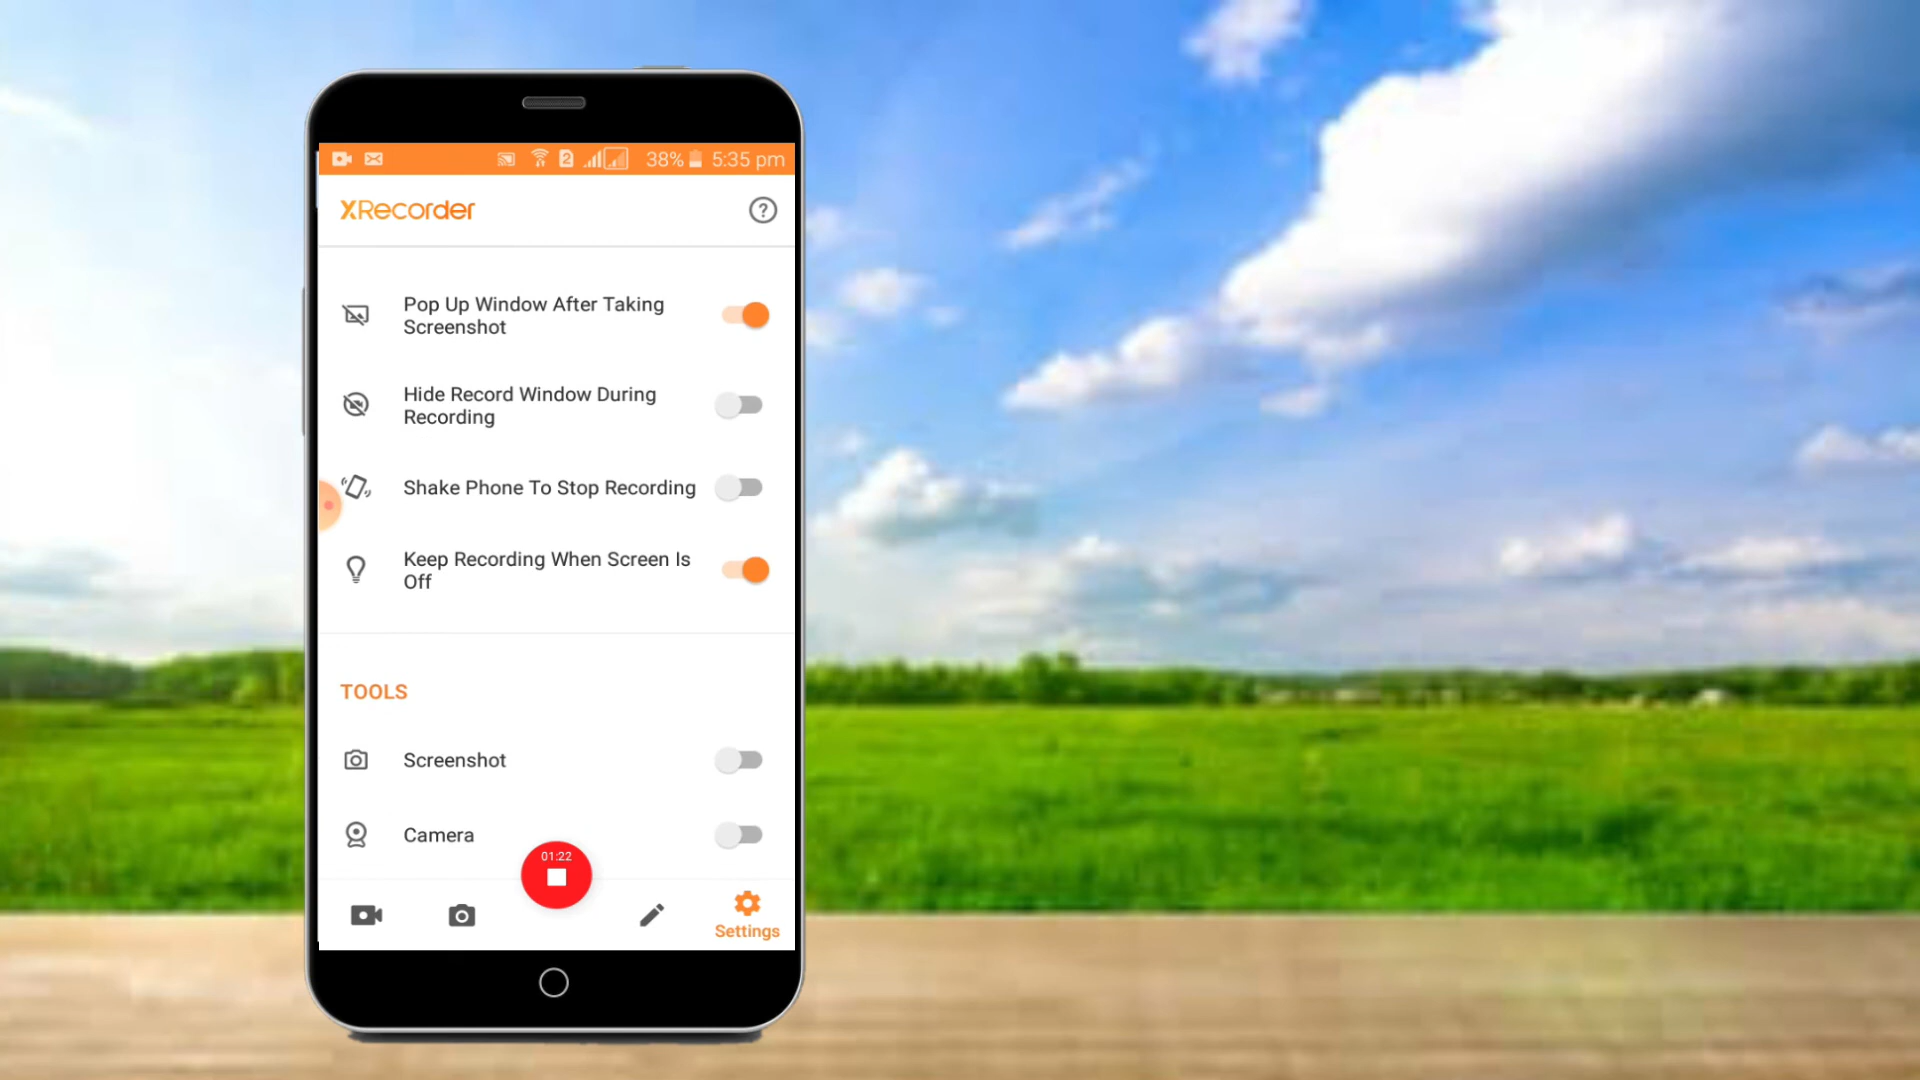 2 38% 5:35 pm
XRecorder
Pop Up Window After Taking
Screenshot
Hide Record Window During
Recording
Shake Phone To Stop Recording
Keep Recording When Screen Is
Off
TOOLS
Screenshot
Camera
01:22
Settings